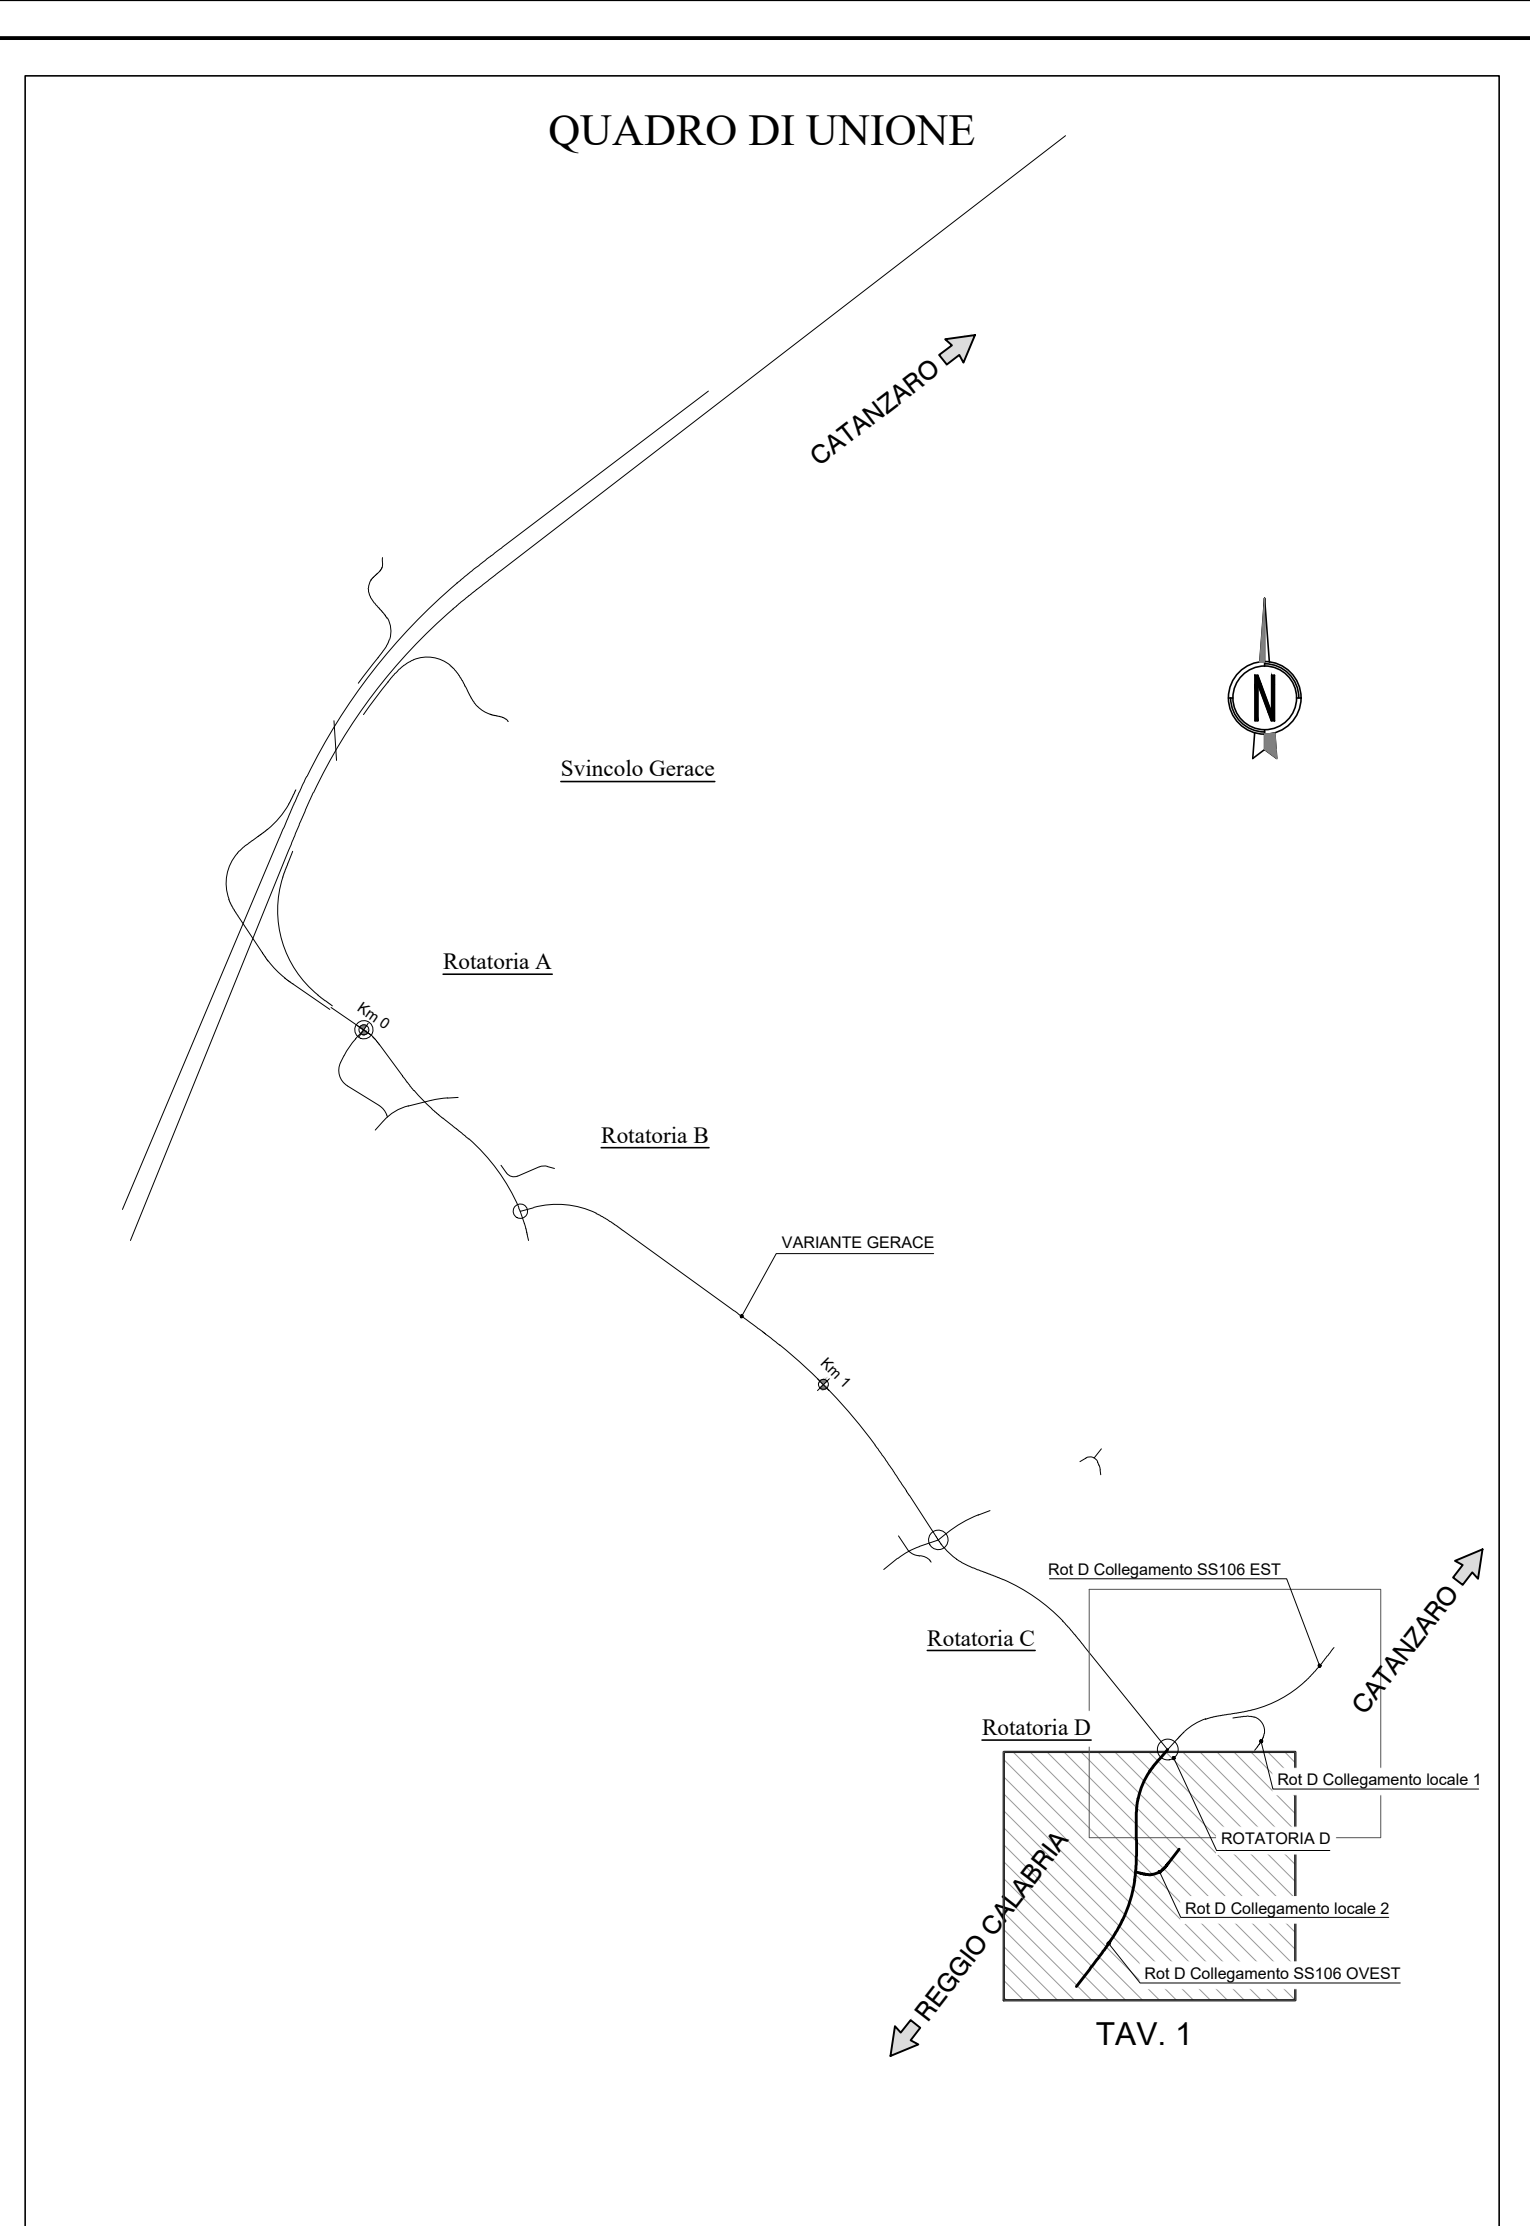 QUADRO DI UNIONE
CATANZARO
N
Svincolo Gerace
Rotatoria A
Km 0
Rotatoria B
VARIANTE GERACE
Km 1
Rot D Collegamento SS106 EST
CATANZARO
Rotatoria C
Rotatoria D
Rot D Collegamento locale 1
ROTATORIA D
REGGIO CALABRIA
Rot D Collegamento locale 2
Rot D Collegamento SS106 OVEST
TAV. 1